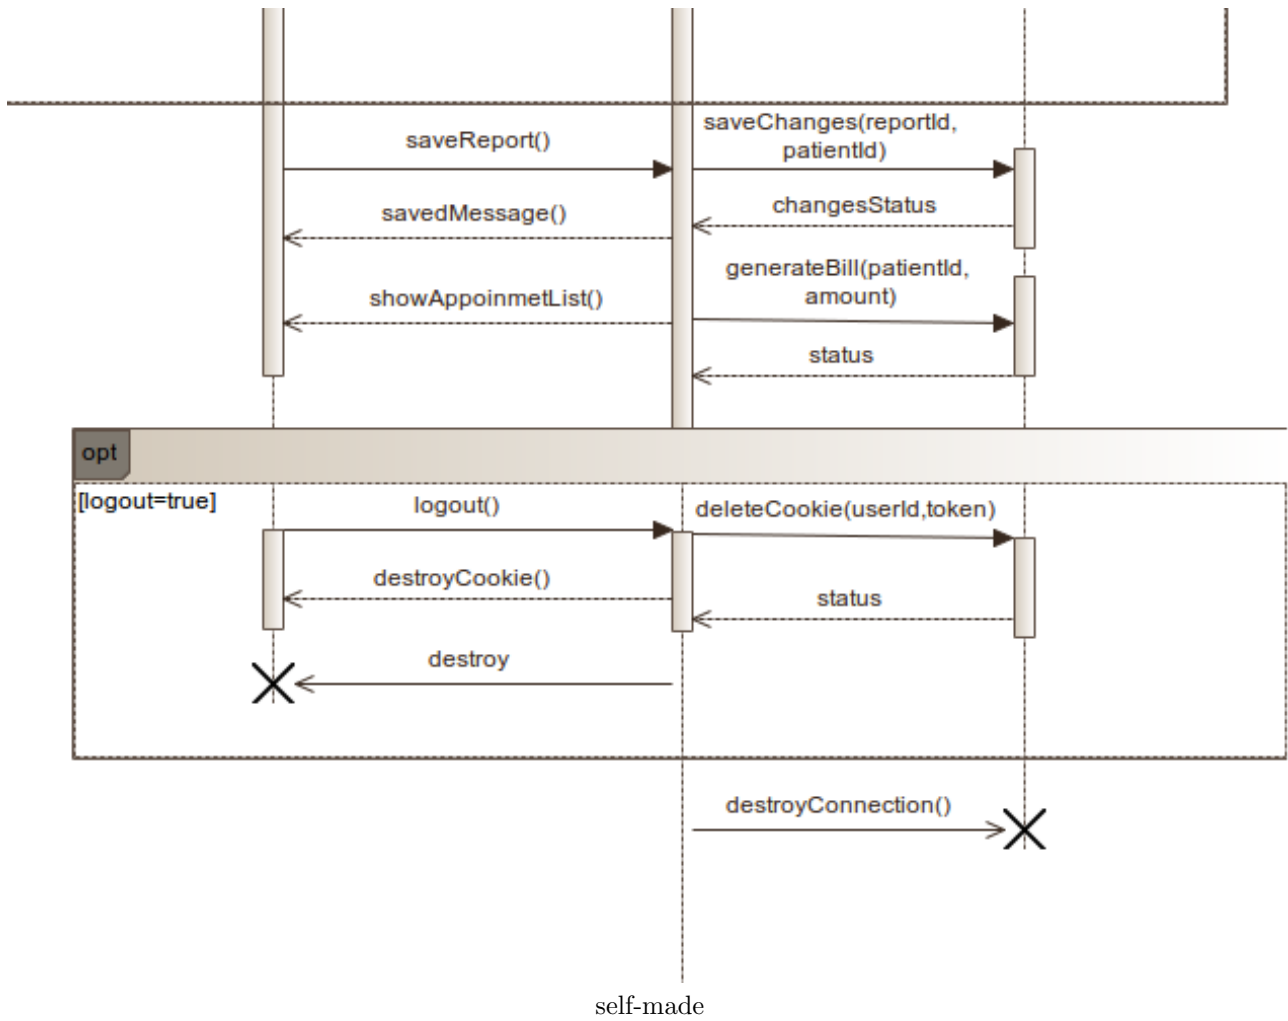 saveReport()
saveChanges(reportId,
patientId)
savedMessage()
changesStatus
showAppoinmetList()
generateBill(patientId,
amount)
status
opt
[logout=true]
logout()
deleteCookie(userId,token)
destroyCookie()
status
destroy
destroyConnection()
self-made